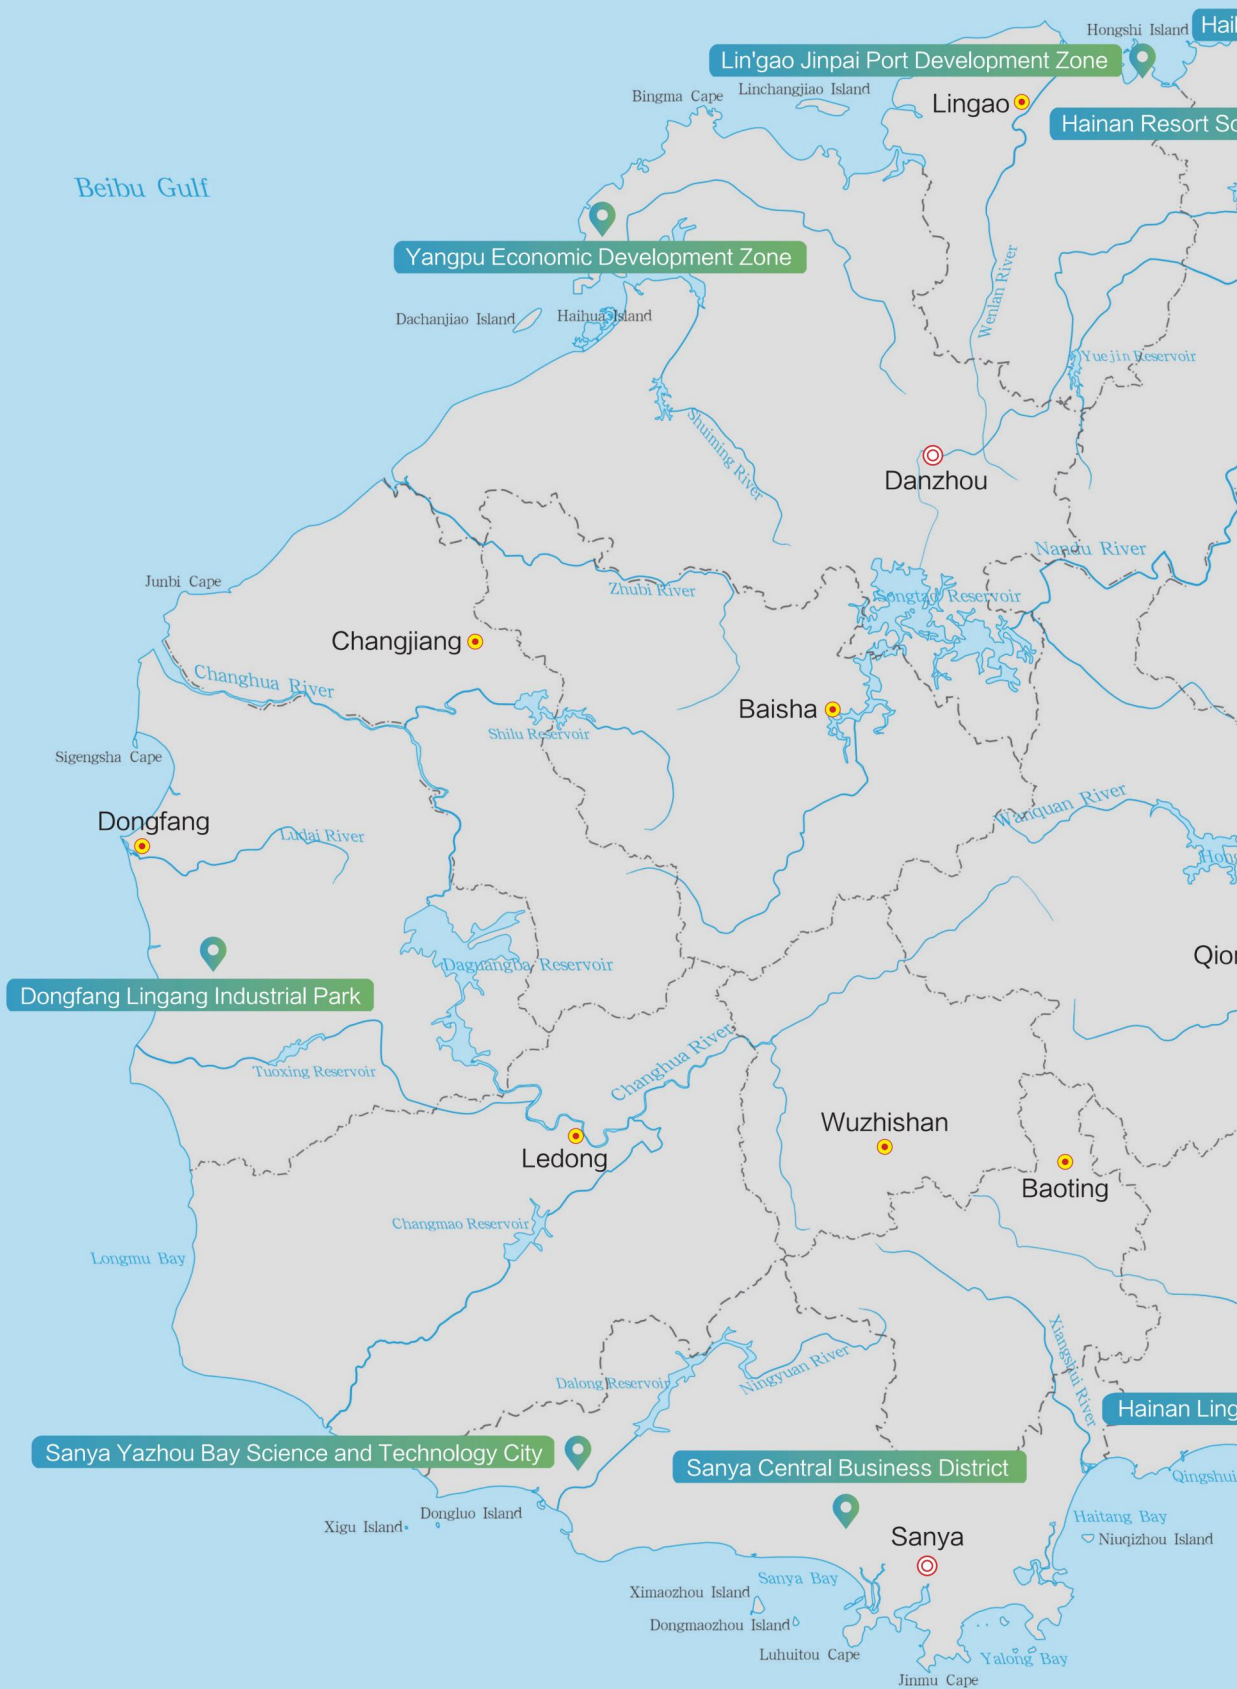 Hongshi Island
Lin'gao Jinpai Port Development Zone
Bingma Cape
Linchangjiao Island
Lingao
Hainan Resort
Beibu Gulf
Yangpu Economic Development Zone
Wenlan River
Dachanjiao Island
Haihua Island
Yuejin Reservoir
Shuiming River
Danzhou
Nandu River
Junbi Cape
Zhubi River
Songtao Reservoir
Changjiang
Changhua River
Baisha
Shilu Reservoir
Sigengsha Cape
Wanquan River
Dongfang
Ludai River
Daguangba Reservoir
Dongfang Lingang Industrial Park
Changhua River
Tuoxing Reservoir
Wuzhishan
Ledong
Baoting
Changmao Reservoir
Longmu Bay
Xiangshui River
Ningyuan River
Dalong Reservoir
Hainan Ling
Sanya Yazhou Bay Science and Technology City
Sanya Central Business District
Qingshui
Dongluo Island
Xigu Island
Haitang Bay
Niuqizhou Island
Sanya
Sanya Bay
Ximaozhou Island
Dongmaozhou Island
Luhuitou Cape
Yalong Bay
Jinmu Cape